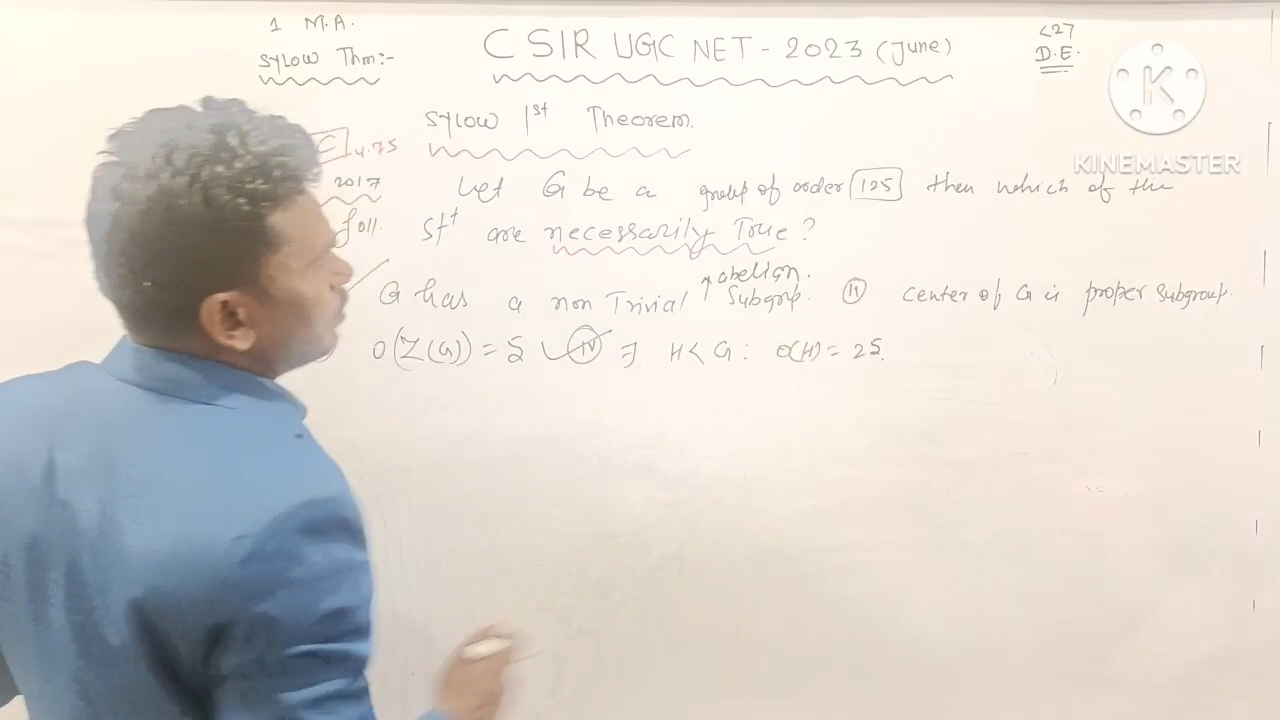 1 M.A.
Sylow Thm:-
CSIR UGC NET - 2023 (June)
<27
D.E.
K
KINEMASTER
Sylow 1st Theorem.
C 4.75
2017
foll.
Let G be a group of order 125 then which of the
stt are necessarily True?
abelian.
G has a non Trivial Subgrp. (II) center of G is proper subgroup.
O(Z(G)) = 5 (IV) ∃ H < G : O(H) = 25.